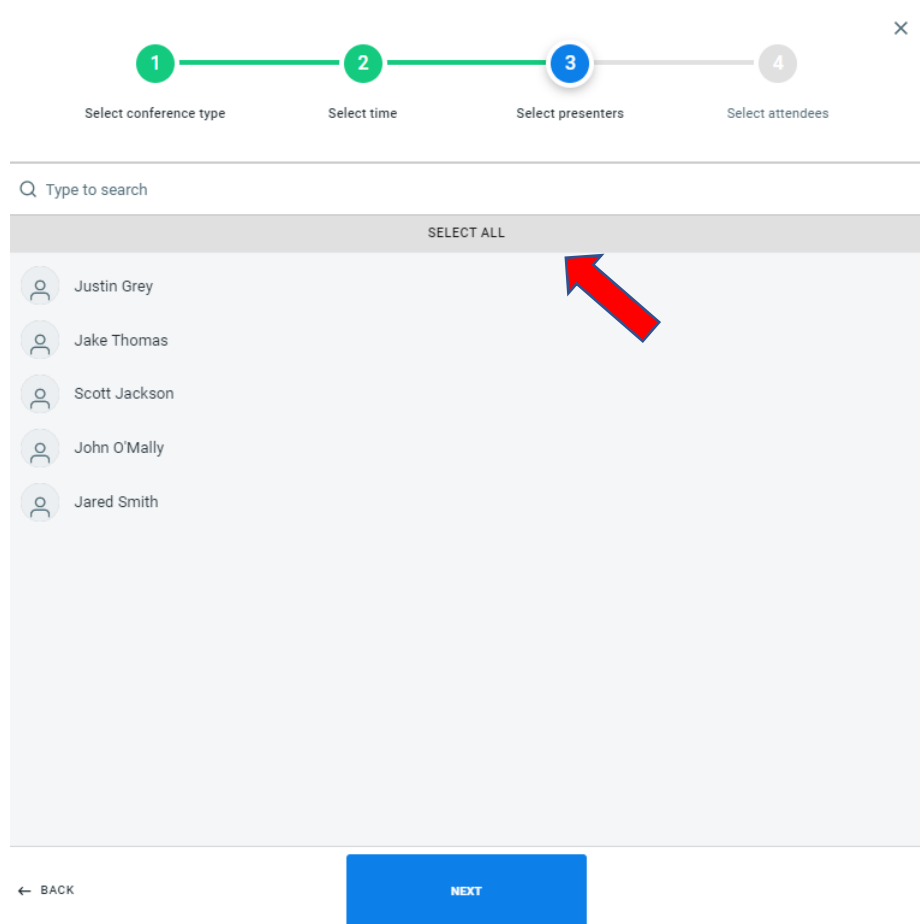 1 2 3 4
Select conference type Select time Select presenters Select attendees
Type to search
SELECT ALL
Justin Grey
Jake Thomas
Scott Jackson
John O'Mally
Jared Smith
BACK NEXT